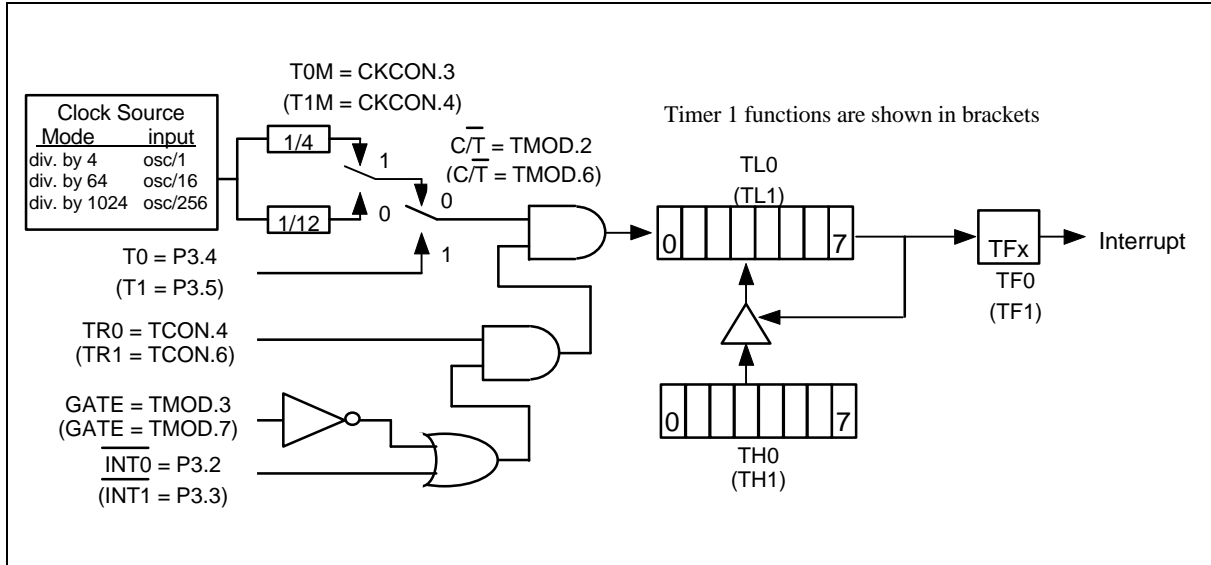 T0M = CKCON.3
(T1M = CKCON.4)
Clock Source
Mode input
div. by 4 osc/1
div. by 64 osc/16
div. by 1024 osc/256
1/4
1/12
1
0
C/T̅ = TMOD.2
(C/T̅ = TMOD.6)
0
1
T0 = P3.4
(T1 = P3.5)
TR0 = TCON.4
(TR1 = TCON.6)
GATE = TMOD.3
(GATE = TMOD.7)
I̅N̅T̅0̅ = P3.2
(I̅N̅T̅1̅ = P3.3)
Timer 1 functions are shown in brackets
TL0
(TL1)
0 7
TFx
Interrupt
TF0
(TF1)
0 7
TH0
(TH1)